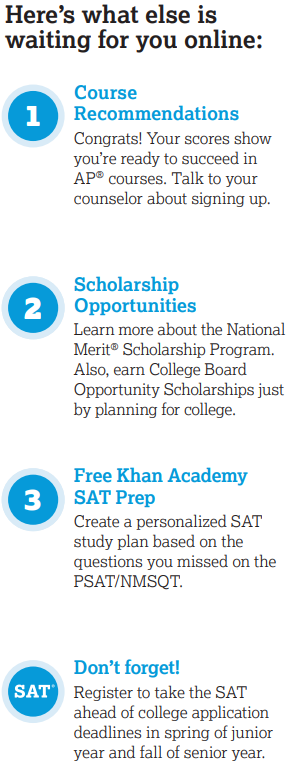 Here's what else is
waiting for you online:
1
Course
Recommendations
Congrats! Your scores show
you're ready to succeed in
AP® courses. Talk to your
counselor about signing up.
2
Scholarship
Opportunities
Learn more about the National
Merit® Scholarship Program.
Also, earn College Board
Opportunity Scholarships just
by planning for college.
3
Free Khan Academy
SAT Prep
Create a personalized SAT
study plan based on the
questions you missed on the
PSAT/NMSQT.
SAT®
Don't forget!
Register to take the SAT
ahead of college application
deadlines in spring of junior
year and fall of senior year.